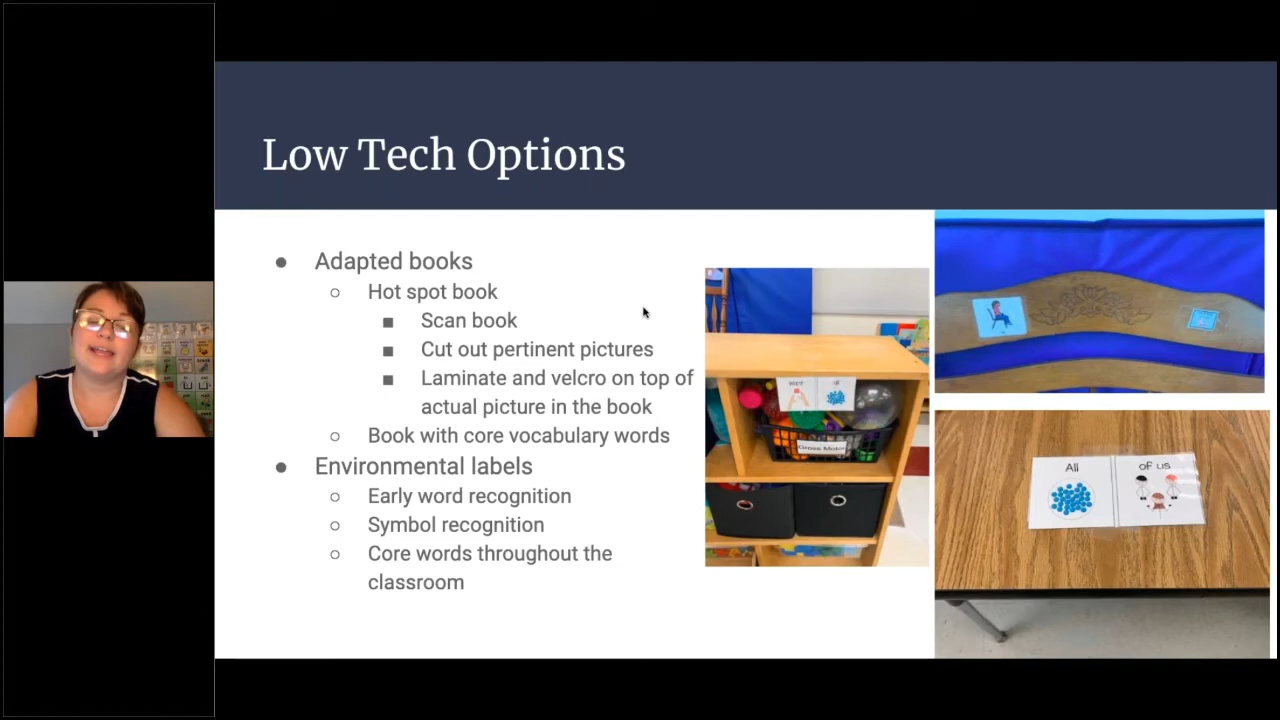 Low Tech Options
● Adapted books
○ Hot spot book
■ Scan book
■ Cut out pertinent pictures
■ Laminate and velcro on top of
actual picture in the book
○ Book with core vocabulary words
● Environmental labels
○ Early word recognition
○ Symbol recognition
○ Core words throughout the
classroom
Gross Motor
All
of us